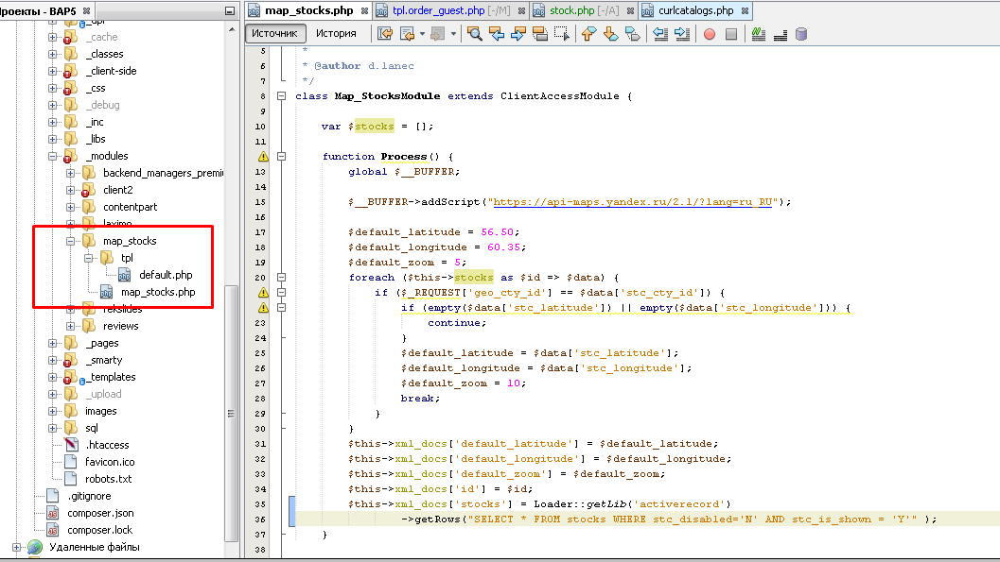 роекты - BAP5
_api
_cache
_classes
_client-side
_css
_debug
_inc
_libs
_modules
backend_managers_premiu
client2
contentpart
laximo
map_stocks
tpl
default.php
map_stocks.php
rekslides
reviews
_pages
_smarty
_templates
_upload
images
sql
.htaccess
favicon.ico
robots.txt
.gitignore
composer.json
composer.lock
Удаленные файлы
map_stocks.php tpl.order_guest.php [-/M] stock.php [-/A] curlcatalogs.php
Источник История
5 *
6 * @author d.lanec
7 */
8 class Map_StocksModule extends ClientAccessModule {
9
10 var $stocks = [];
11
function Process() {
13 global $__BUFFER;
14
15 $__BUFFER->addScript("https://api-maps.yandex.ru/2.1/?lang=ru_RU");
16
17 $default_latitude = 56.50;
18 $default_longitude = 60.35;
19 $default_zoom = 5;
20 foreach ($this->stocks as $id => $data) {
if ($_REQUEST['geo_cty_id'] == $data['stc_cty_id']) {
if (empty($data['stc_latitude']) || empty($data['stc_longitude'])) {
23 continue;
24 }
25 $default_latitude = $data['stc_latitude'];
26 $default_longitude = $data['stc_longitude'];
27 $default_zoom = 10;
28 break;
29 }
30 }
31 $this->xml_docs['default_latitude'] = $default_latitude;
32 $this->xml_docs['default_longitude'] = $default_longitude;
33 $this->xml_docs['default_zoom'] = $default_zoom;
34 $this->xml_docs['id'] = $id;
35 $this->xml_docs['stocks'] = Loader::getLib('activerecord')
36 ->getRows("SELECT * FROM stocks WHERE stc_disabled='N' AND stc_is_shown = 'Y'" );
37 }
38